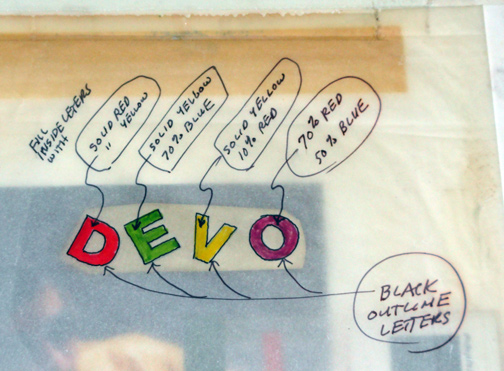 FILL
INSIDE LETERS
WITH
SOLID RED
" YELLOW
SOLID YELLOW
70% BLUE
SOLID YELLOW
10% RED
70% RED
50% BLUE
DEVO
BLACK
OUTLINE
LETTERS